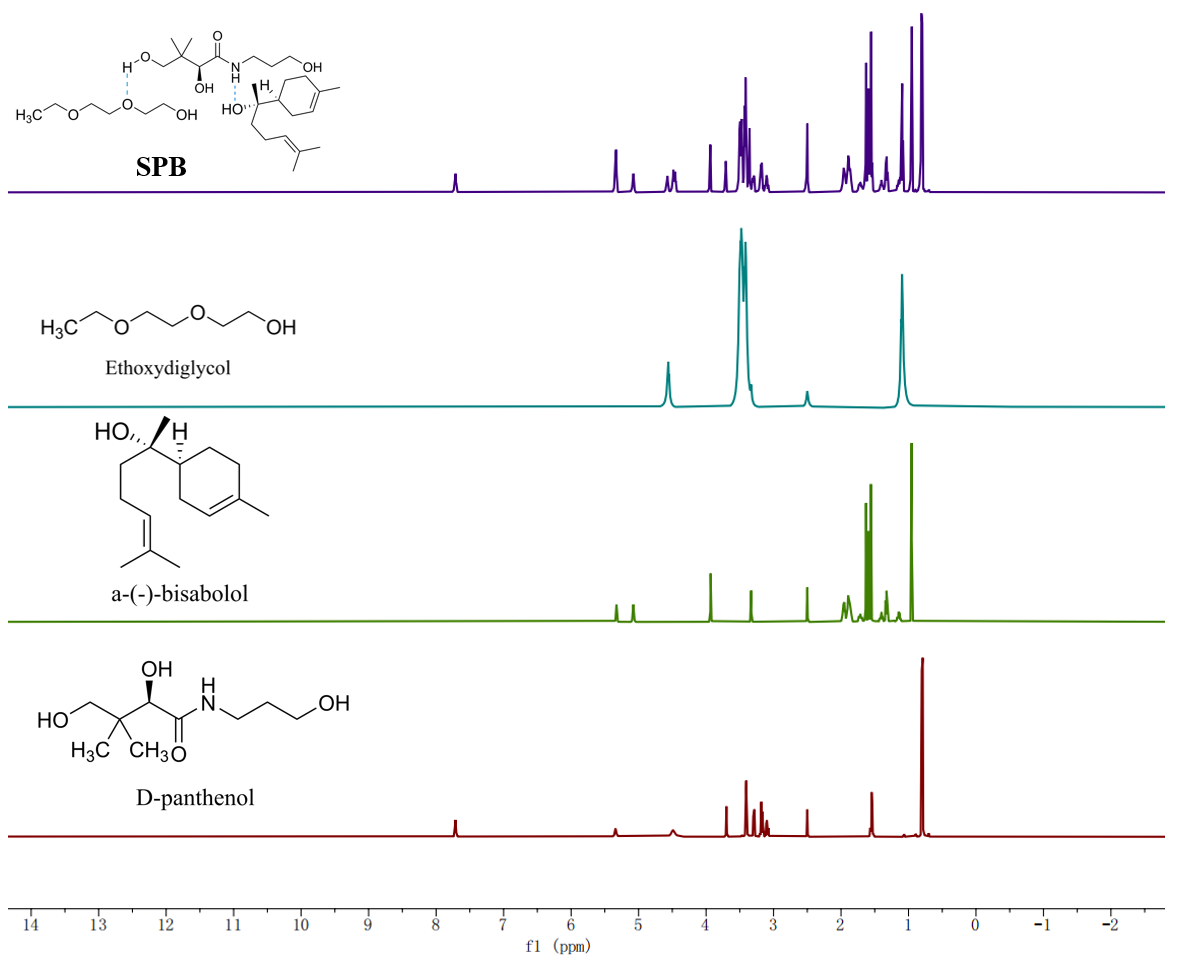 O
HO
N
H
OH
OH
H
HO
H3C
O
O
OH
SPB
H3C
O
O
OH
Ethoxydiglycol
HO
H
a-(-)-bisabolol
OH
HO
H
N
OH
H3C
CH3
O
D-panthenol
14 13 12 11 10 9 8 7 6 5 4 3 2 1 0 -1 -2
f1 (ppm)